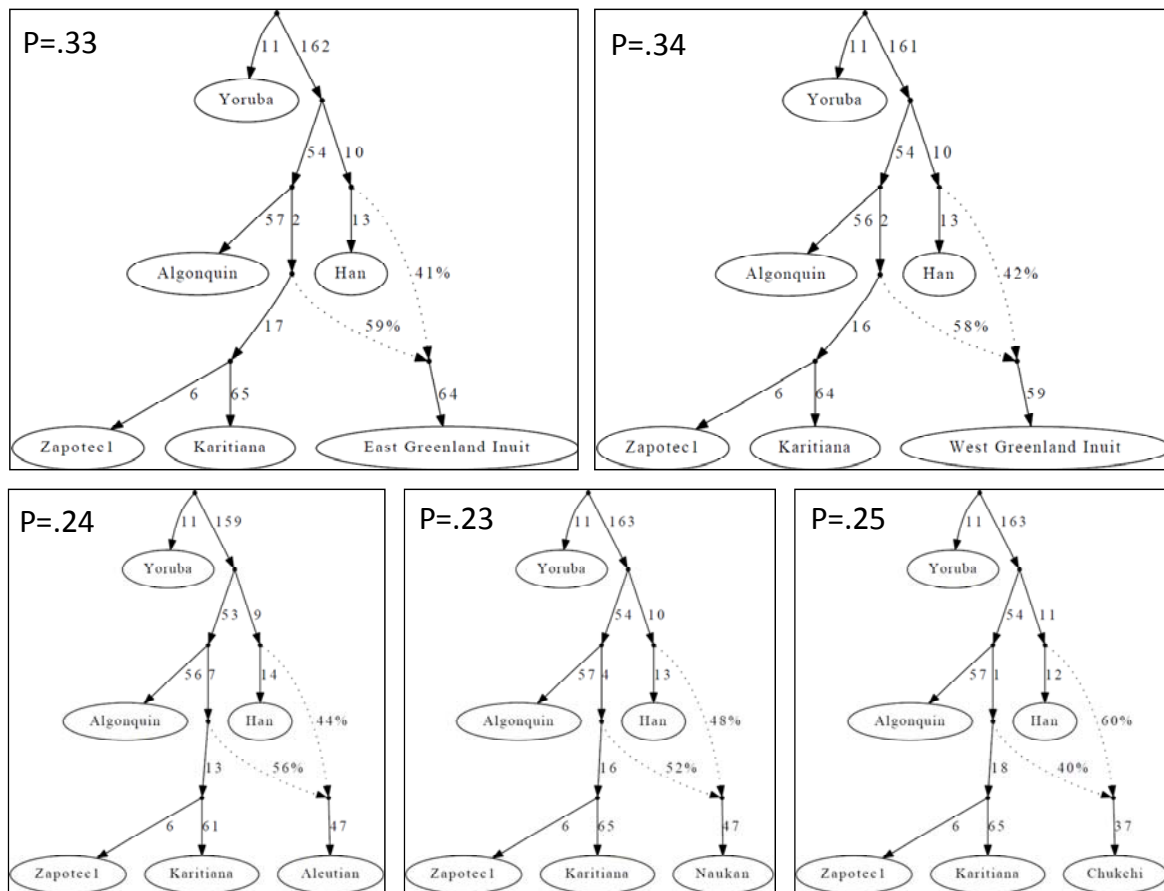 P=.33
11 162
Yoruba
54 10
57 2 13
Algonquin Han
41%
17 59%
6 65 64
Zapotec1 Karitiana East Greenland Inuit
P=.34
11 161
Yoruba
54 10
56 2 13
Algonquin Han
42%
16 58%
6 64 59
Zapotec1 Karitiana West Greenland Inuit
P=.24
11 159
Yoruba
53 9
56 7 14
Algonquin Han 44%
13 56%
6 61 47
Zapotec1 Karitiana Aleutian
P=.23
11 163
Yoruba
54 10
57 4 13
Algonquin Han 48%
16 52%
6 65 47
Zapotec1 Karitiana Naukan
P=.25
11 163
Yoruba
54 11
57 1 12
Algonquin Han 60%
18 40%
6 65 37
Zapotec1 Karitiana Chukchi